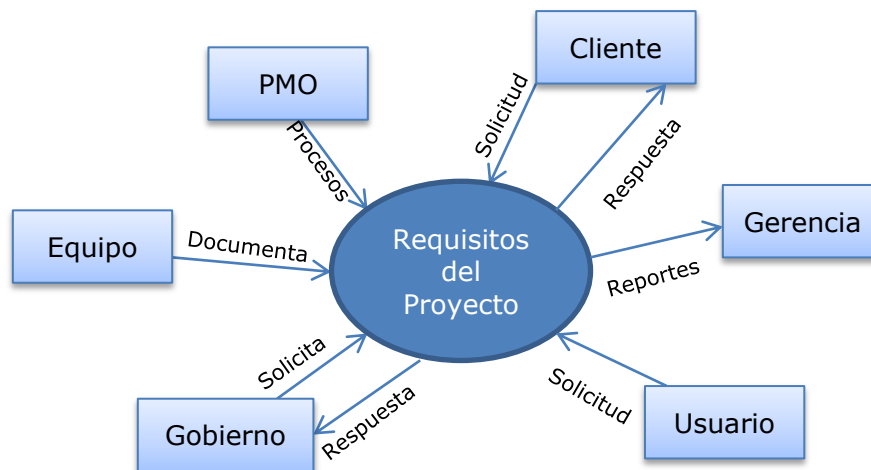 Cliente
PMO
Solicitud
Procesos
Respuesta
Equipo
Documenta
Requisitos
del
Proyecto
Gerencia
Reportes
Solicita
Respuesta
Solicitud
Gobierno
Usuario